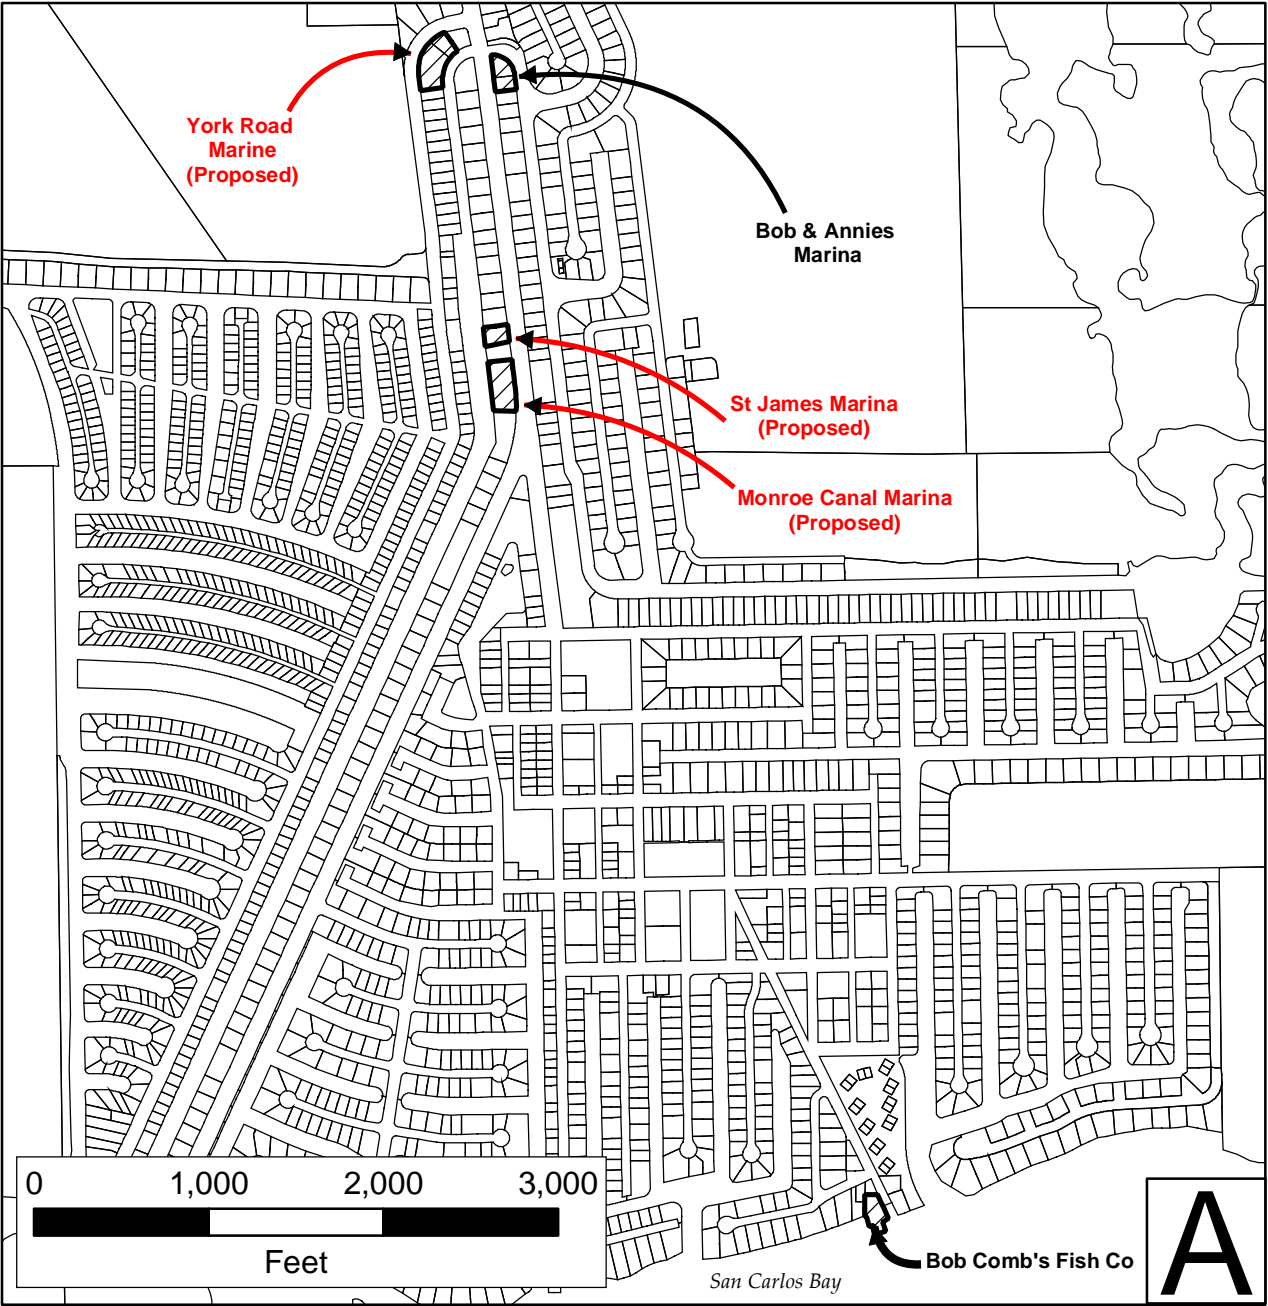 York Road
Marine
(Proposed)
Bob & Annies
Marina
St James Marina
(Proposed)
Monroe Canal Marina
(Proposed)
0 1,000 2,000 3,000
Feet
San Carlos Bay
Bob Comb's Fish Co
A